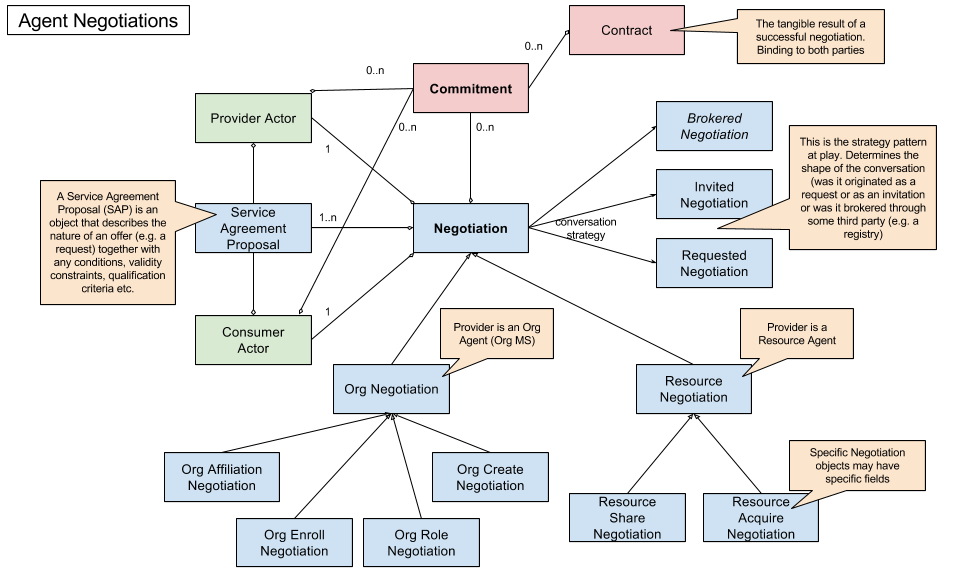 Agent Negotiations
Contract
The tangible result of a
successful negotiation.
Binding to both parties
0..n
0..n
Commitment
Provider Actor
0..n
0..n
1
Brokered
Negotiation
This is the strategy pattern
at play. Determines the
shape of the conversation
(was it originated as a
request or as an invitation
or was it brokered through
some third party (e.g. a
registry)
Invited
Negotiation
A Service Agreement
Proposal (SAP) is an
object that describes the
nature of an offer (e.g. a
request) together with
any conditions, validity
constraints, qualification
criteria etc.
Service
Agreement
Proposal
1..n
Negotiation
conversation
strategy
Requested
Negotiation
Consumer
Actor
1
Provider is an Org
Agent (Org MS)
Provider is a
Resource Agent
Org Negotiation
Resource
Negotiation
Org Affiliation
Negotiation
Org Create
Negotiation
Specific Negotiation
objects may have
specific fields
Org Enroll
Negotiation
Org Role
Negotiation
Resource
Share
Negotiation
Resource
Acquire
Negotiation